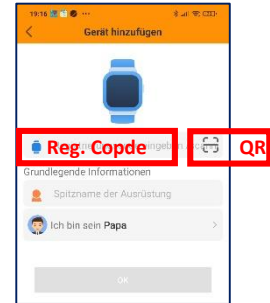 19:16
Gerät hinzufügen
Reg. Copde QR
Grundlegende Informationen
Spitzname der Ausrüstung
Ich bin sein Papa
OK